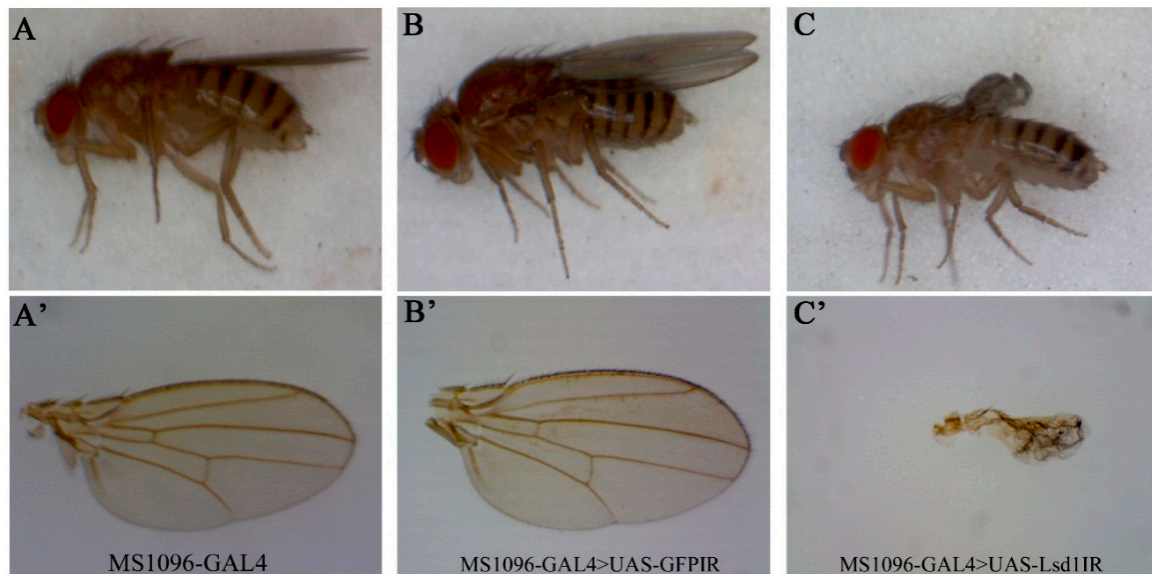 A
B
C
A’
B’
C’
MS1096-GAL4
MS1096-GAL4>UAS-GFPIR
MS1096-GAL4>UAS-Lsd1IR